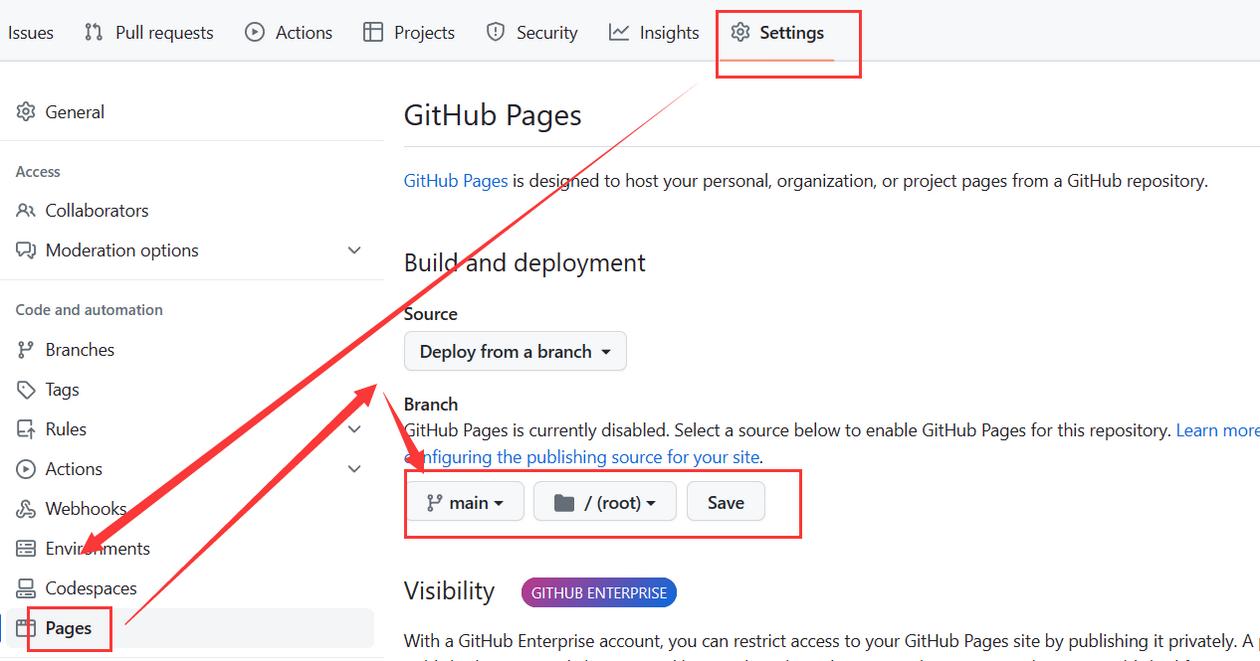 Issues Pull requests Actions Projects Security Insights Settings
General
Access
Collaborators
Moderation options
Code and automation
Branches
Tags
Rules
Actions
Webhooks
Environments
Codespaces
Pages
GitHub Pages
GitHub Pages is designed to host your personal, organization, or project pages from a GitHub repository.
Build and deployment
Source
Deploy from a branch
Branch
GitHub Pages is currently disabled. Select a source below to enable GitHub Pages for this repository. Learn more
configuring the publishing source for your site.
main / (root) Save
Visibility GITHUB ENTERPRISE
With a GitHub Enterprise account, you can restrict access to your GitHub Pages site by publishing it privately. A